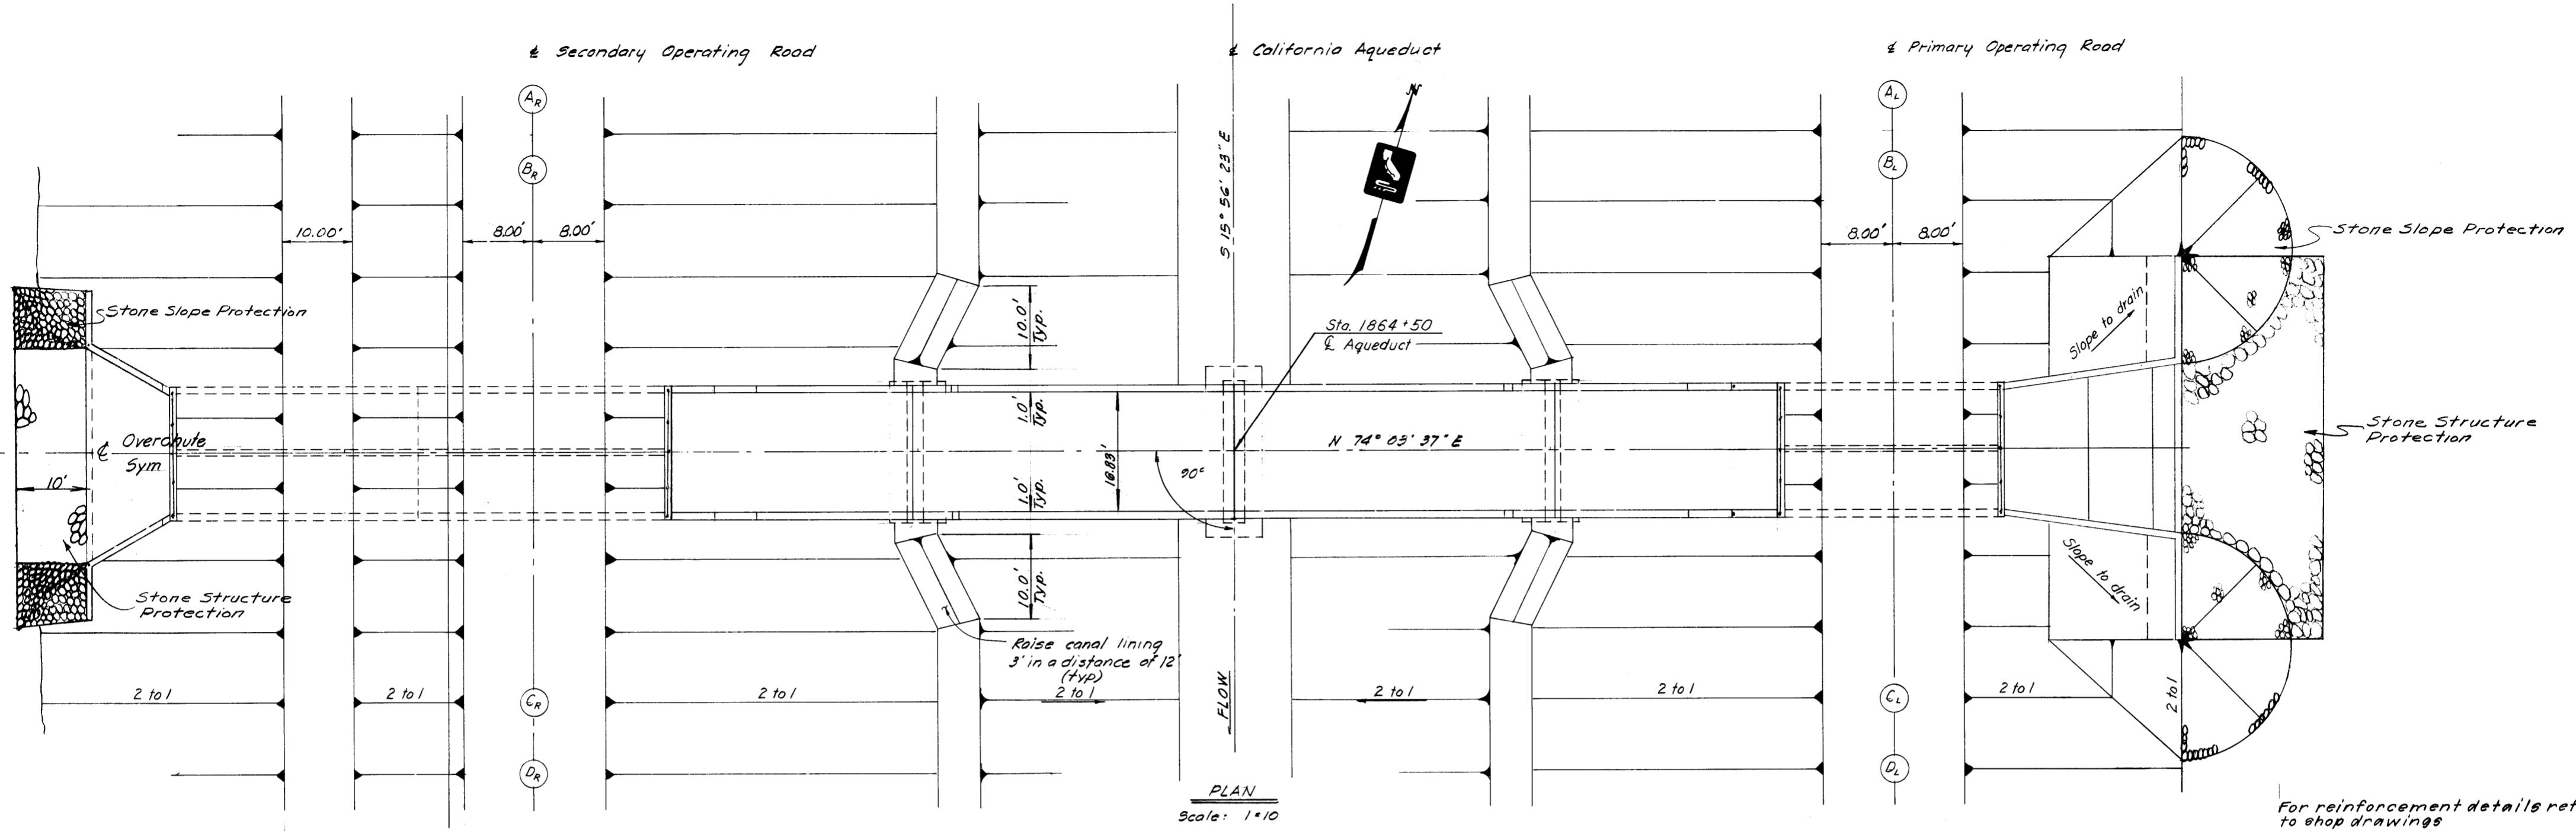 ℄ Secondary Operating Road
℄ California Aqueduct
℄ Primary Operating Road
AR
AL
N
BR
BL
S 15° 56' 23" E
10.00'
8.00'
8.00'
8.00'
8.00'
Stone Slope Protection
Stone Slope Protection
10.0'
Typ.
Sta. 1864+50
℄ Aqueduct
Slope to drain
℄ Overchute
Sym
1.0'
Typ.
16.83'
N 74° 03' 37" E
Stone Structure
Protection
10'
1.0'
Typ.
90°
Stone Structure
Protection
10.0'
Typ.
Slope to drain
Raise canal lining
3' in a distance of 12'
(typ)
2 to 1
2 to 1
CR
2 to 1
2 to 1
FLOW
2 to 1
2 to 1
CL
2 to 1
2 to 1
DR
DL
PLAN
Scale: 1=10
For reinforcement details ref
to shop drawings